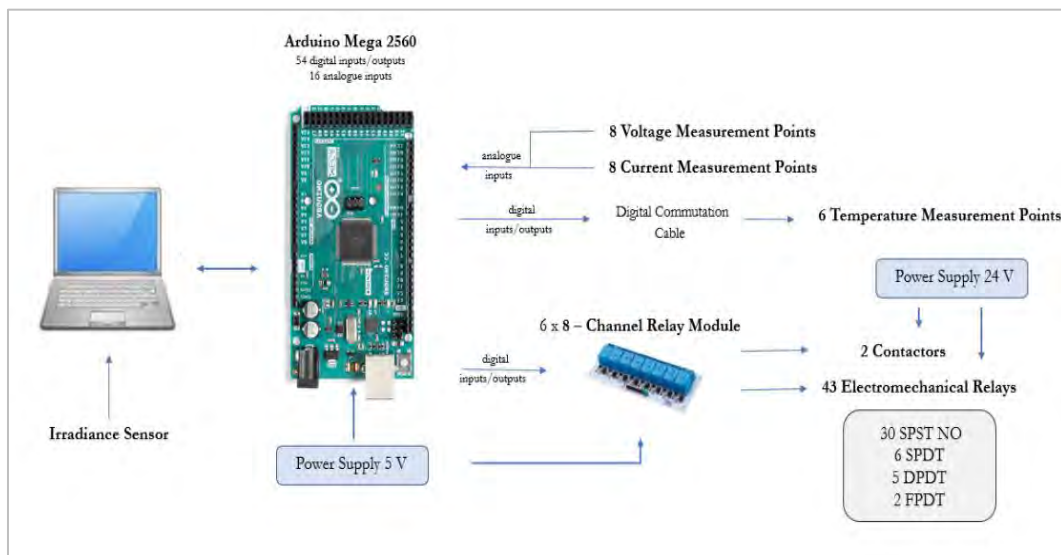 Arduino Mega 2560
54 digital inputs/outputs
16 analogue inputs
8 Voltage Measurement Points
analogue
inputs
8 Current Measurement Points
digital
inputs/outputs
Digital Commutation
Cable
6 Temperature Measurement Points
Power Supply 24 V
6 x 8 – Channel Relay Module
2 Contactors
digital
inputs/outputs
43 Electromechanical Relays
Irradiance Sensor
Power Supply 5 V
30 SPST NO
6 SPDT
5 DPDT
2 FPDT